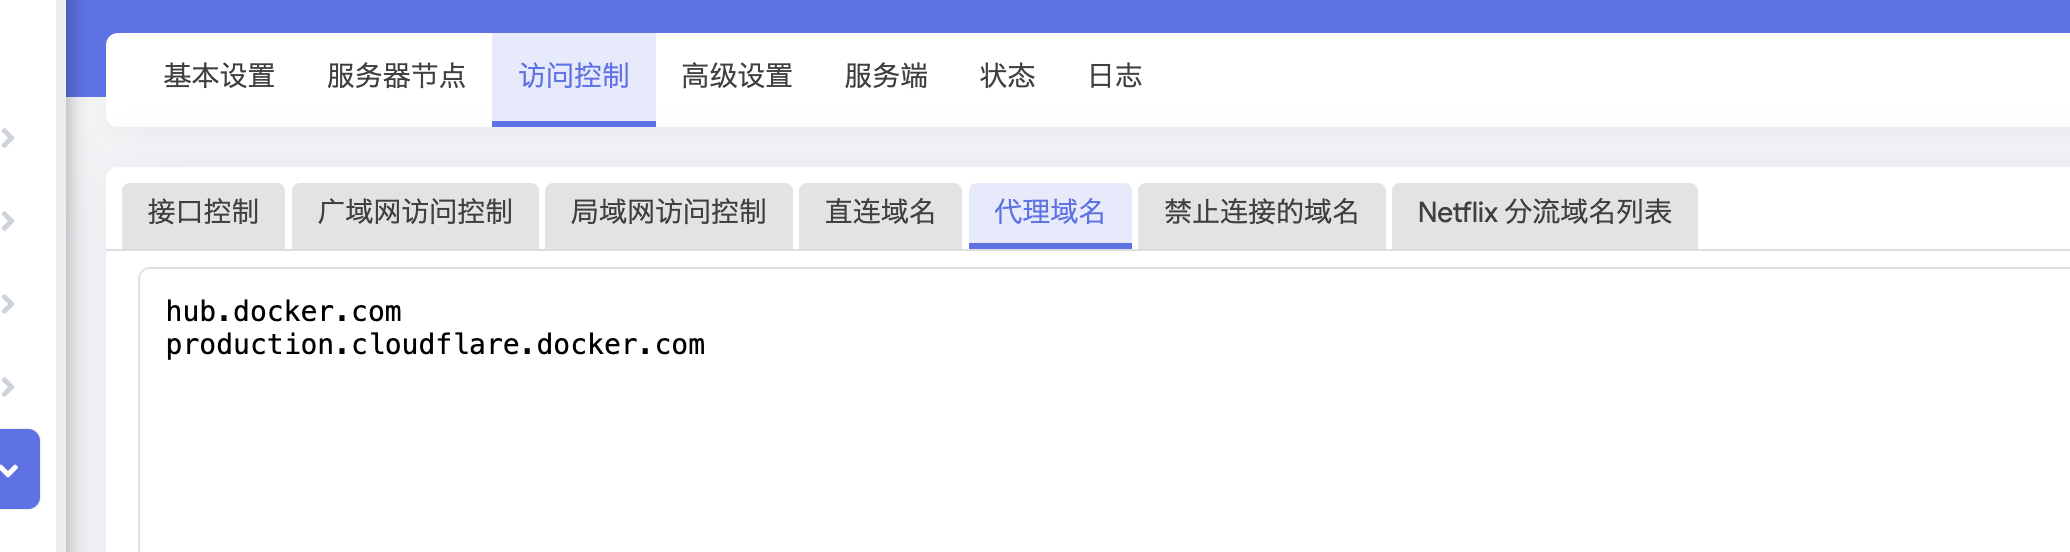 基本设置 服务器节点 访问控制 高级设置 服务端 状态 日志
接口控制 广域网访问控制 局域网访问控制 直连域名 代理域名 禁止连接的域名 Netflix 分流域名列表
hub.docker.com
production.cloudflare.docker.com